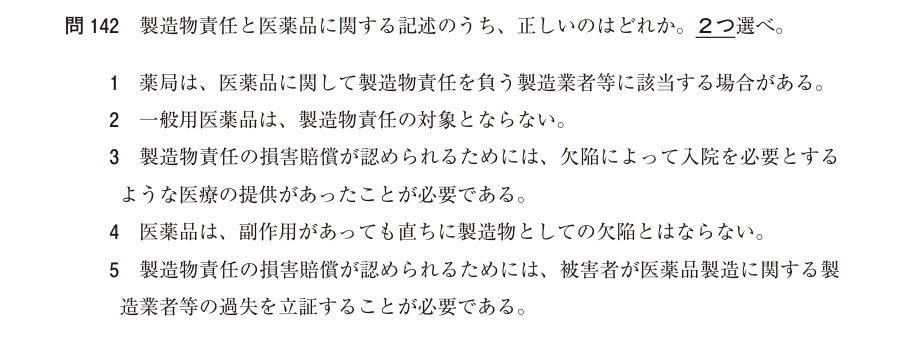 問 142　製造物責任と医薬品に関する記述のうち、正しいのはどれか。２つ選べ。
1　薬局は、医薬品に関して製造物責任を負う製造業者等に該当する場合がある。
2　一般用医薬品は、製造物責任の対象とならない。
3　製造物責任の損害賠償が認められるためには、欠陥によって入院を必要とする
ような医療の提供があったことが必要である。
4　医薬品は、副作用があっても直ちに製造物としての欠陥とはならない。
5　製造物責任の損害賠償が認められるためには、被害者が医薬品製造に関する製
造業者等の過失を立証することが必要である。